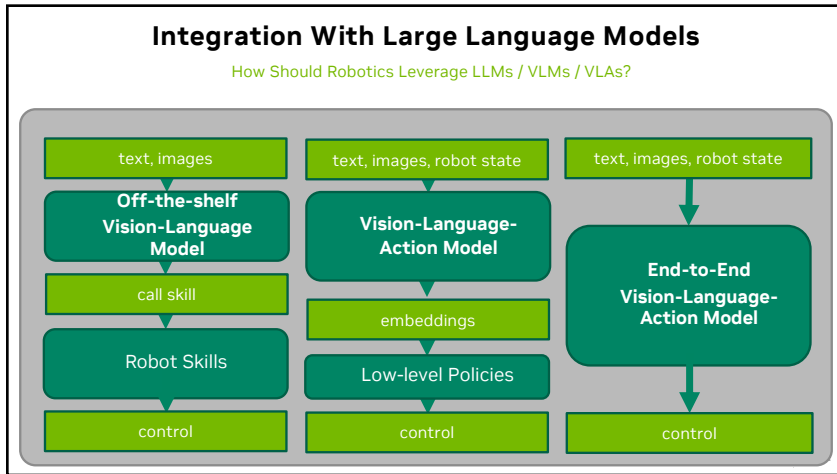 Integration With Large Language Models
How Should Robotics Leverage LLMs / VLMs / VLAs?
text, images
Off-the-shelf
Vision-Language
Model
call skill
Robot Skills
control
text, images, robot state
Vision-Language-
Action Model
embeddings
Low-level Policies
control
text, images, robot state
End-to-End
Vision-Language-
Action Model
control